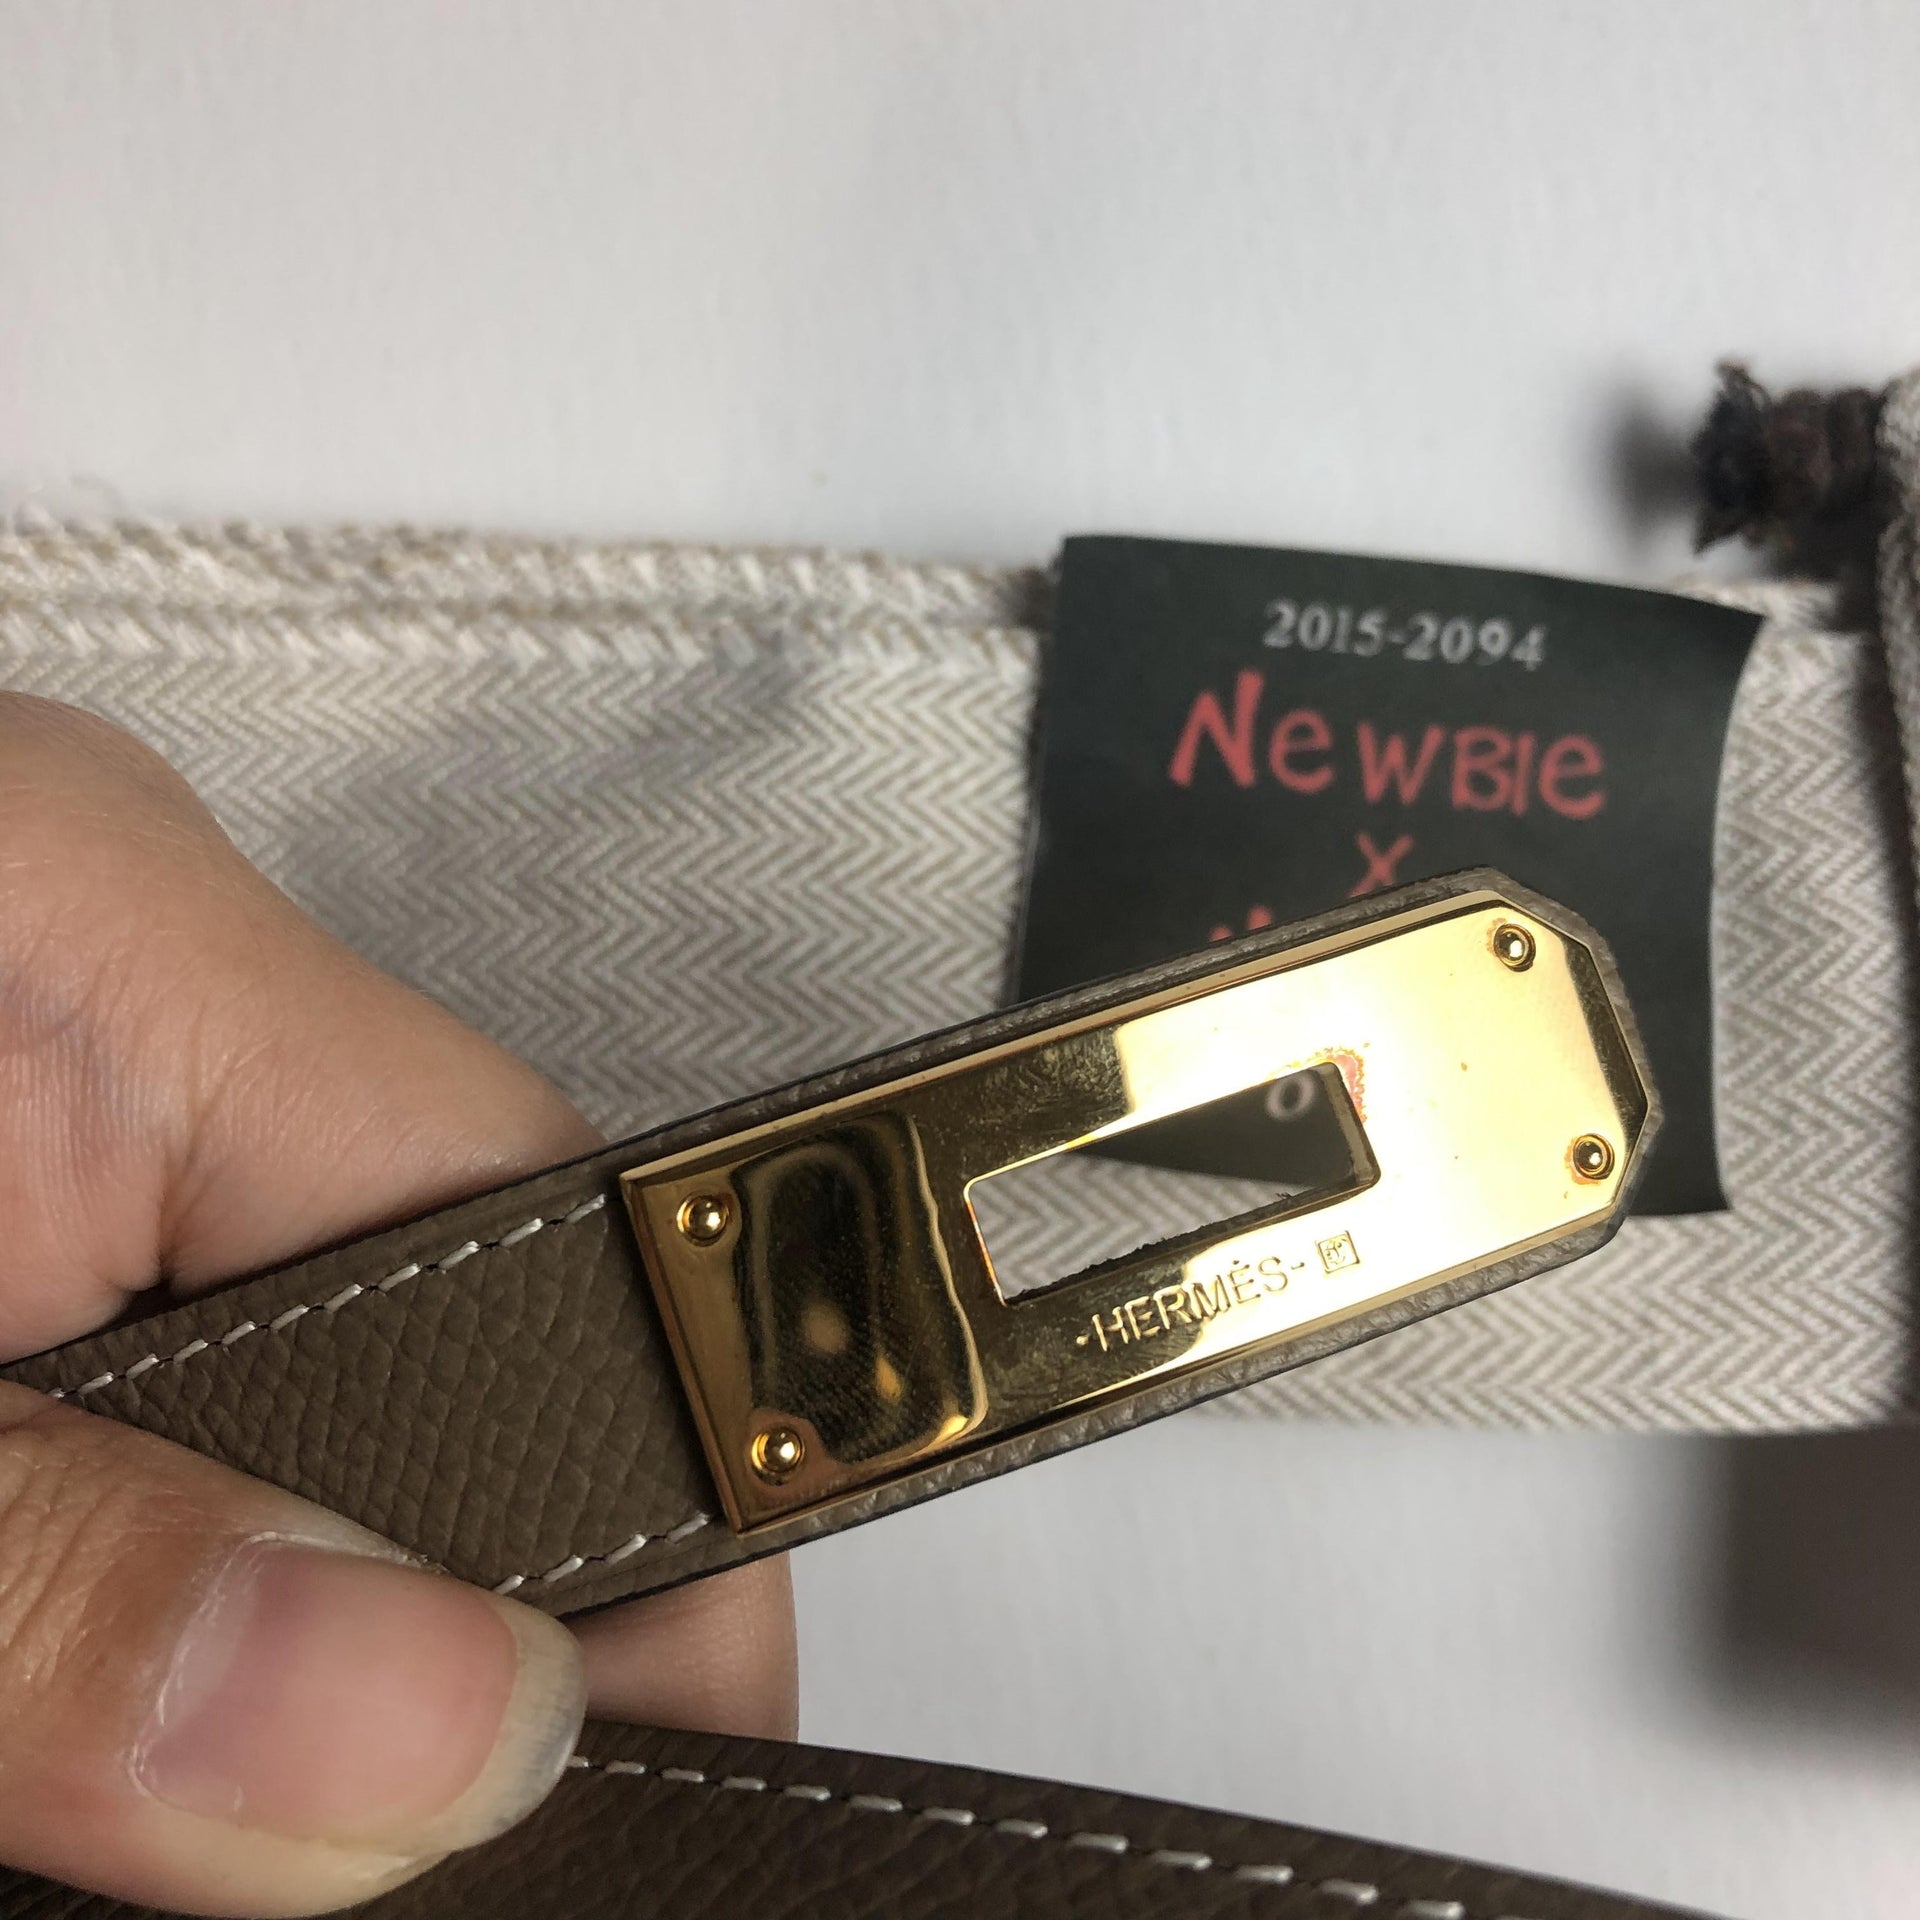 2015-2094
NewBIe
X
-HERMÈS-